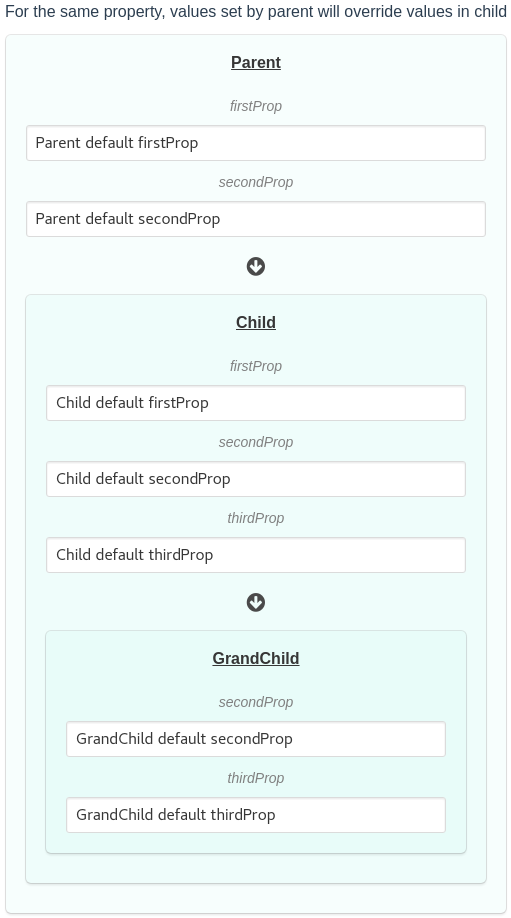 For the same property, values set by parent will override values in child
Parent
firstProp
Parent default firstProp
secondProp
Parent default secondProp
Child
firstProp
Child default firstProp
secondProp
Child default secondProp
thirdProp
Child default thirdProp
GrandChild
secondProp
GrandChild default secondProp
thirdProp
GrandChild default thirdProp